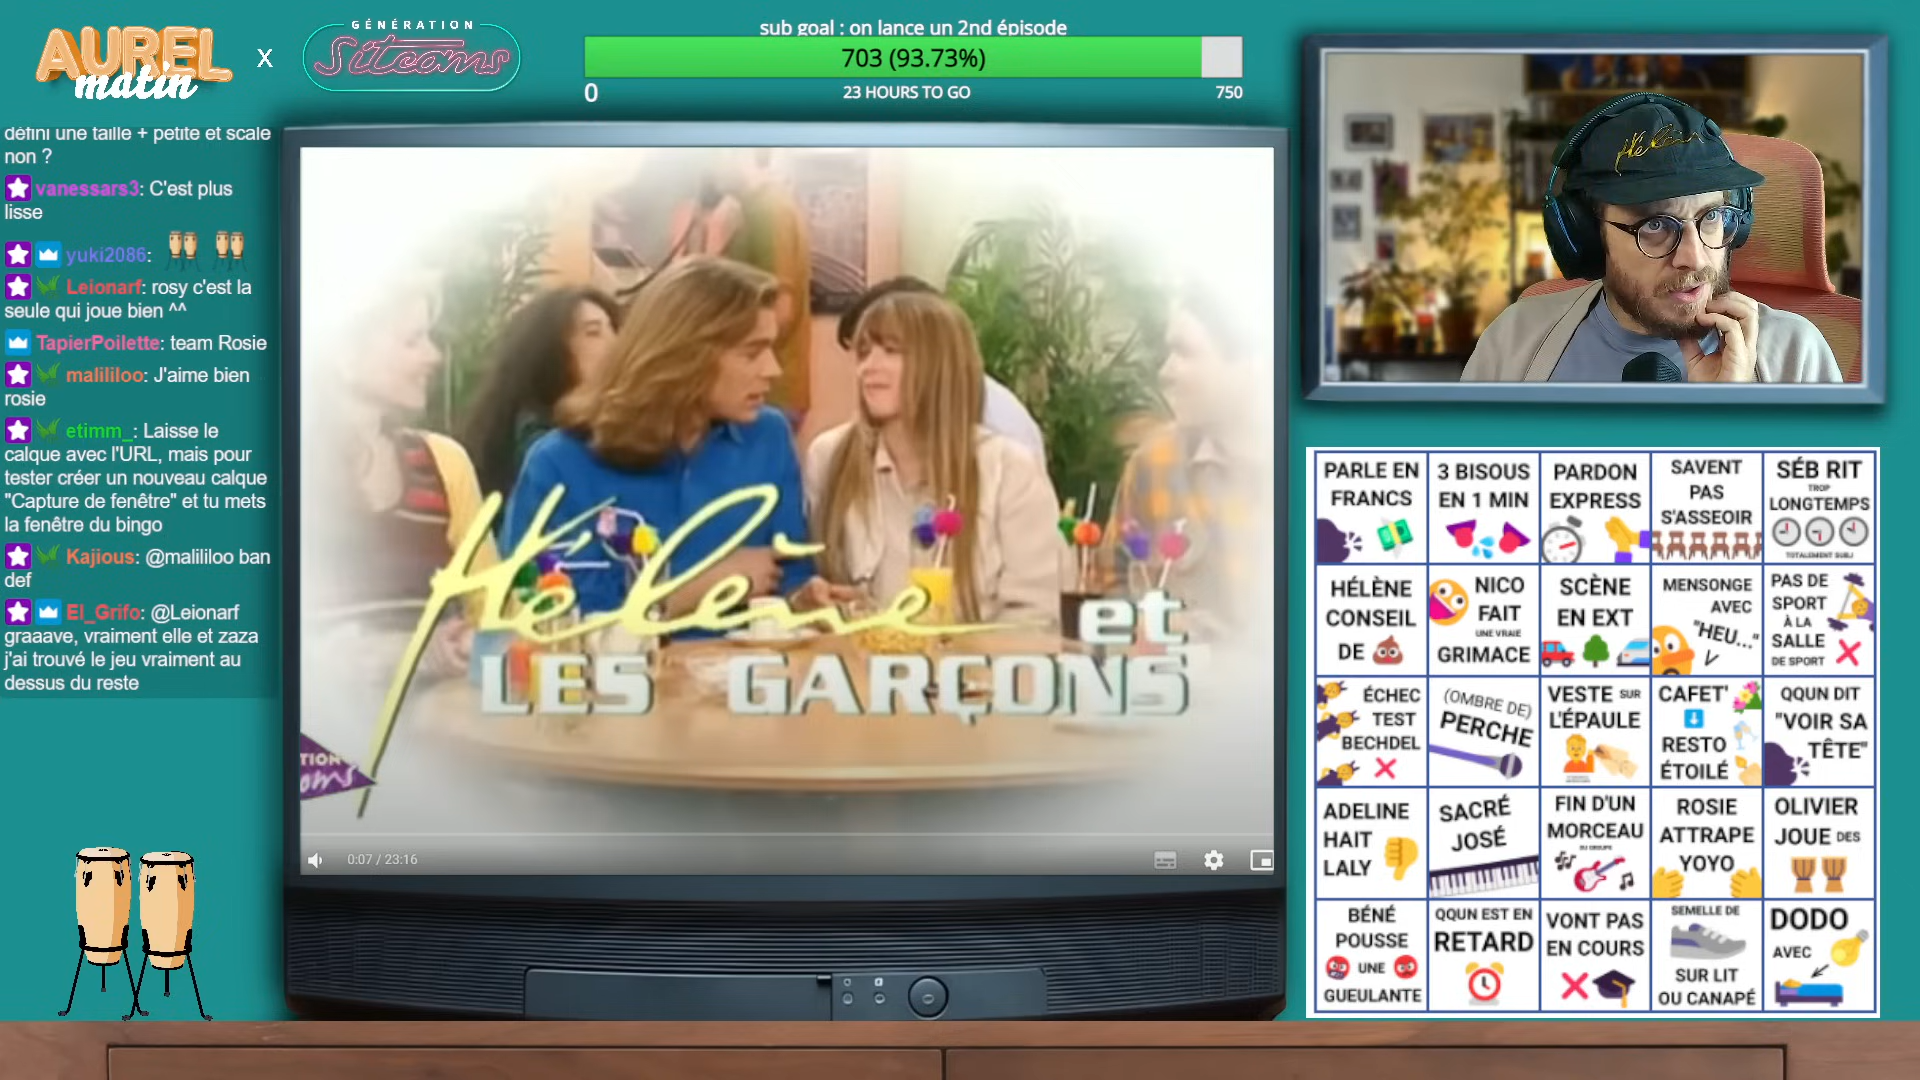 AUREL
matin
X
GÉNÉRATION
Sitcoms
sub goal : on lance un 2nd épisode
703 (93.73%)
0
23 HOURS TO GO
750
défini une taille + petite et scale
non ?
vanessars3: C'est plus
lisse
yuki2086:
Leionarf: rosy c'est la
seule qui joue bien ^^
TapierPoilette: team Rosie
malililoo: J'aime bien
rosie
etimm_: Laisse le
calque avec l'URL, mais pour
tester créer un nouveau calque
"Capture de fenêtre" et tu mets
la fenêtre du bingo
Kajious: @malililoo ban
def
El_Grifo: @Leionarf
graaave, vraiment elle et zaza
j'ai trouvé le jeu vraiment au
dessus du reste
Hélène et
LES GARÇONS
TION
oms
0:07 / 23:16
Hélène
PARLE EN
FRANCS
3 BISOUS
EN 1 MIN
PARDON
EXPRESS
SAVENT
PAS
S'ASSEOIR
SÉB RIT
TROP
LONGTEMPS
TOTALEMENT SUBJ
HÉLÈNE
CONSEIL
DE
NICO
FAIT
UNE VRAIE
GRIMACE
SCÈNE
EN EXT
MENSONGE
AVEC
"HEU..."
PAS DE
SPORT
À LA
SALLE
DE SPORT
ÉCHEC
TEST
BECHDEL
(OMBRE DE)
PERCHE
VESTE SUR
L'ÉPAULE
CAFET'
RESTO
ÉTOILÉ
QQUN DIT
"VOIR SA
TÊTE"
ADELINE
HAIT
LALY
SACRÉ
JOSÉ
FIN D'UN
MORCEAU
DU GROUPE
ROSIE
ATTRAPE
YOYO
OLIVIER
JOUE DES
BÉNÉ
POUSSE
UNE
GUEULANTE
QQUN EST EN
RETARD
VONT PAS
EN COURS
SEMELLE DE
SUR LIT
OU CANAPÉ
DODO
AVEC